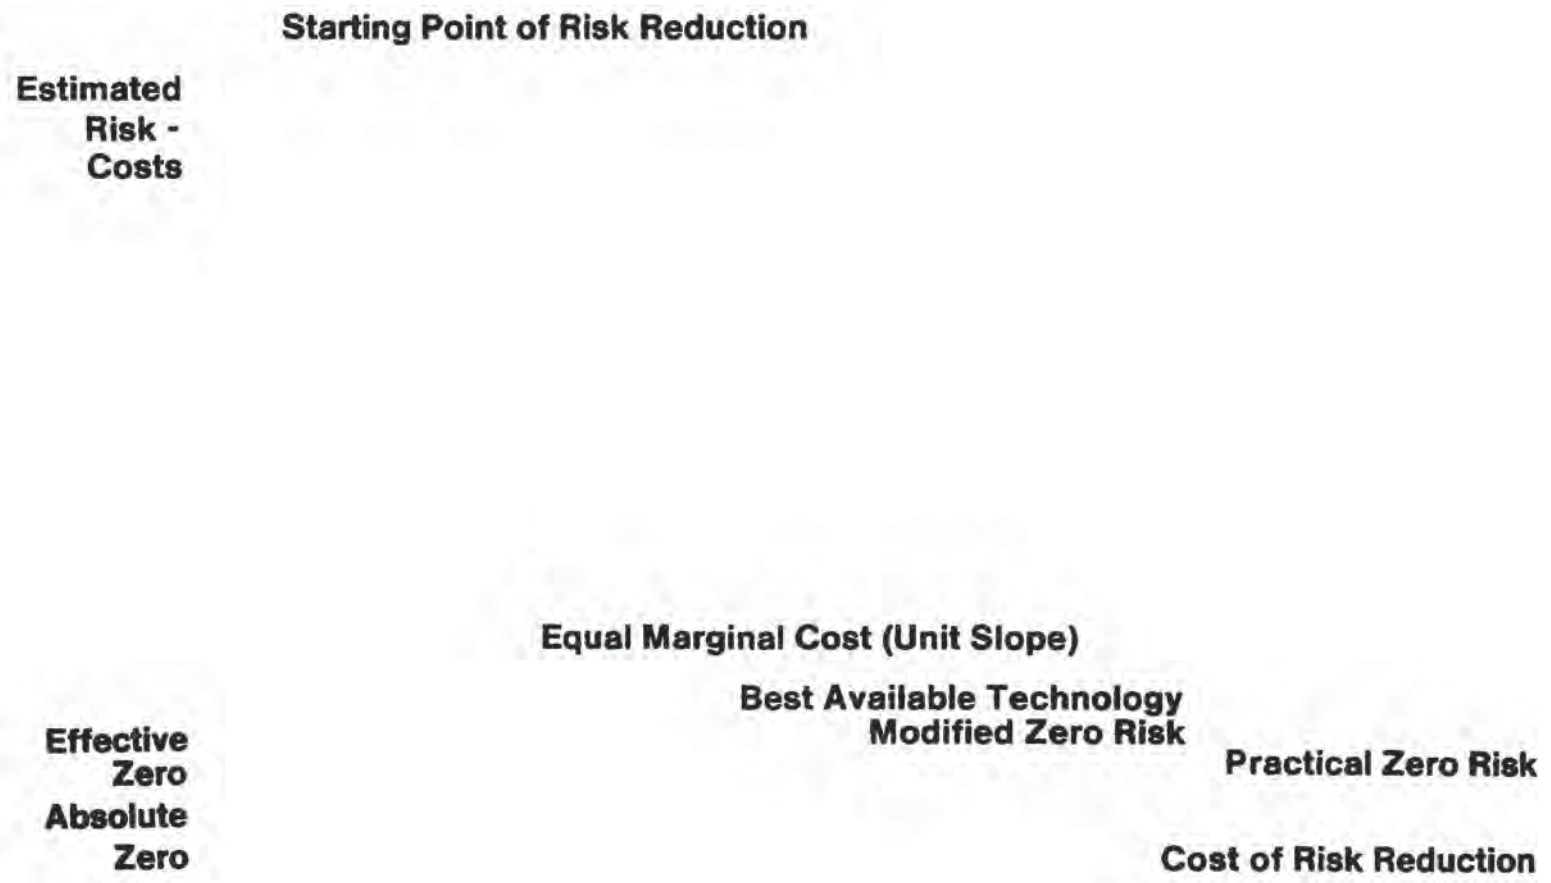 Starting Point of Risk Reduction
Estimated
Risk -
Costs
Equal Marginal Cost (Unit Slope)
Best Available Technology
Modified Zero Risk
Effective
Zero
Practical Zero Risk
Absolute
Zero
Cost of Risk Reduction